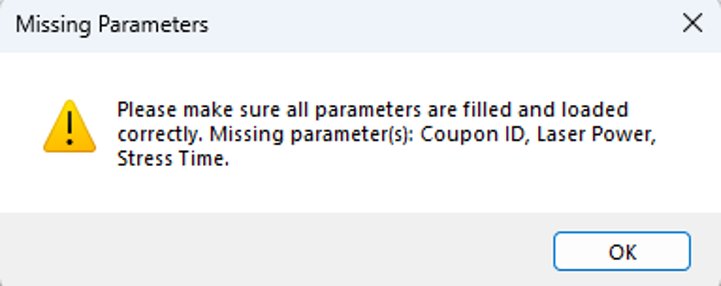 Missing Parameters
Please make sure all parameters are filled and loaded
correctly. Missing parameter(s): Coupon ID, Laser Power,
Stress Time.
OK